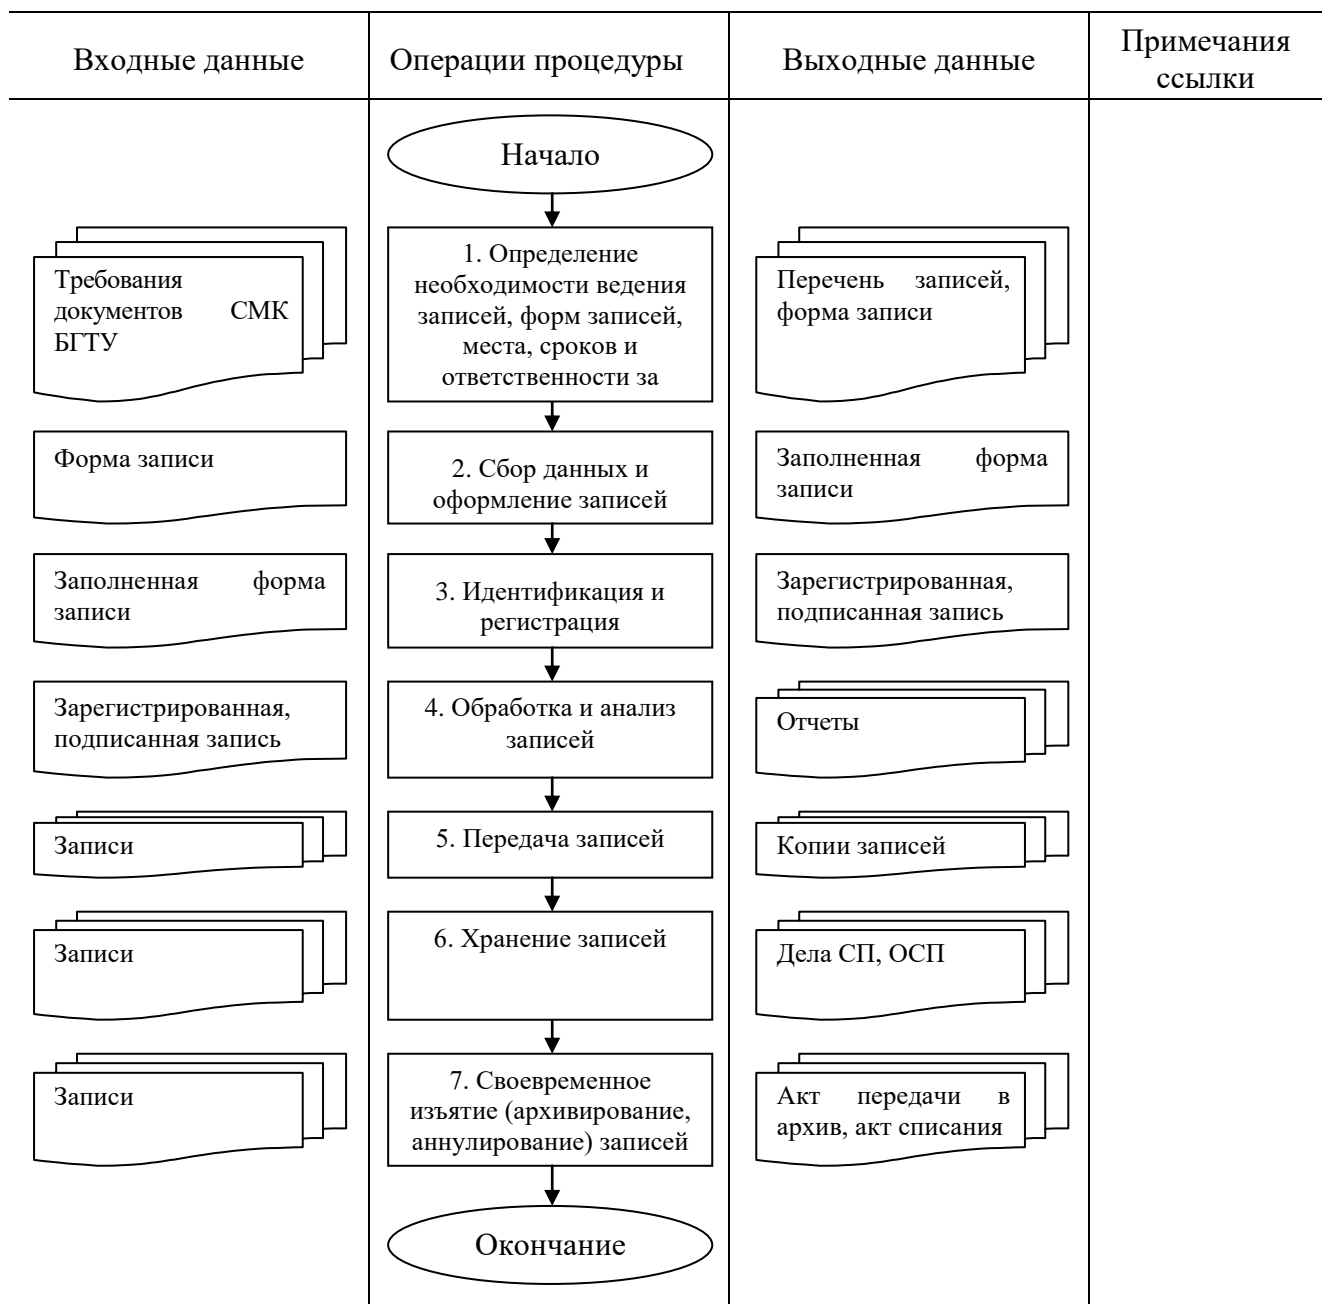 Входные данные
Операции процедуры
Выходные данные
Примечания
ссылки
Начало
Требования
документов СМК
БГТУ
1. Определение
необходимости ведения
записей, форм записей,
места, сроков и
ответственности за
Перечень записей,
форма записи
Форма записи
2. Сбор данных и
оформление записей
Заполненная форма
записи
Заполненная форма
записи
3. Идентификация и
регистрация
Зарегистрированная,
подписанная запись
Зарегистрированная,
подписанная запись
4. Обработка и анализ
записей
Отчеты
Записи
5. Передача записей
Копии записей
Записи
6. Хранение записей
Дела СП, ОСП
Записи
7. Своевременное
изъятие (архивирование,
аннулирование) записей
Акт передачи в
архив, акт списания
Окончание